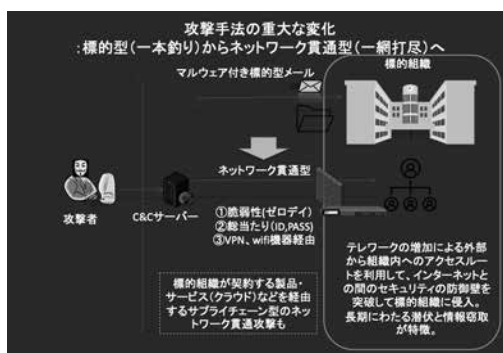 攻撃手法の重大な変化
:標的型(一本釣り)からネットワーク貫通型(一網打尽)へ
マルウェア付き標的型メール
標的組織
ネットワーク貫通型
攻撃者
C&Cサーバー
①脆弱性(ゼロデイ)
②総当たり(ID,PASS)
③VPN、wifi機器経由
標的組織が契約する製品・
サービス(クラウド)などを経由
するサプライチェーン型のネッ
トワーク貫通攻撃も
テレワークの増加による外部
から組織内へのアクセスルー
トを利用して、インターネットと
の間のセキュリティの防御壁を
突破して標的組織に侵入。
長期にわたる潜伏と情報窃取
が特徴。